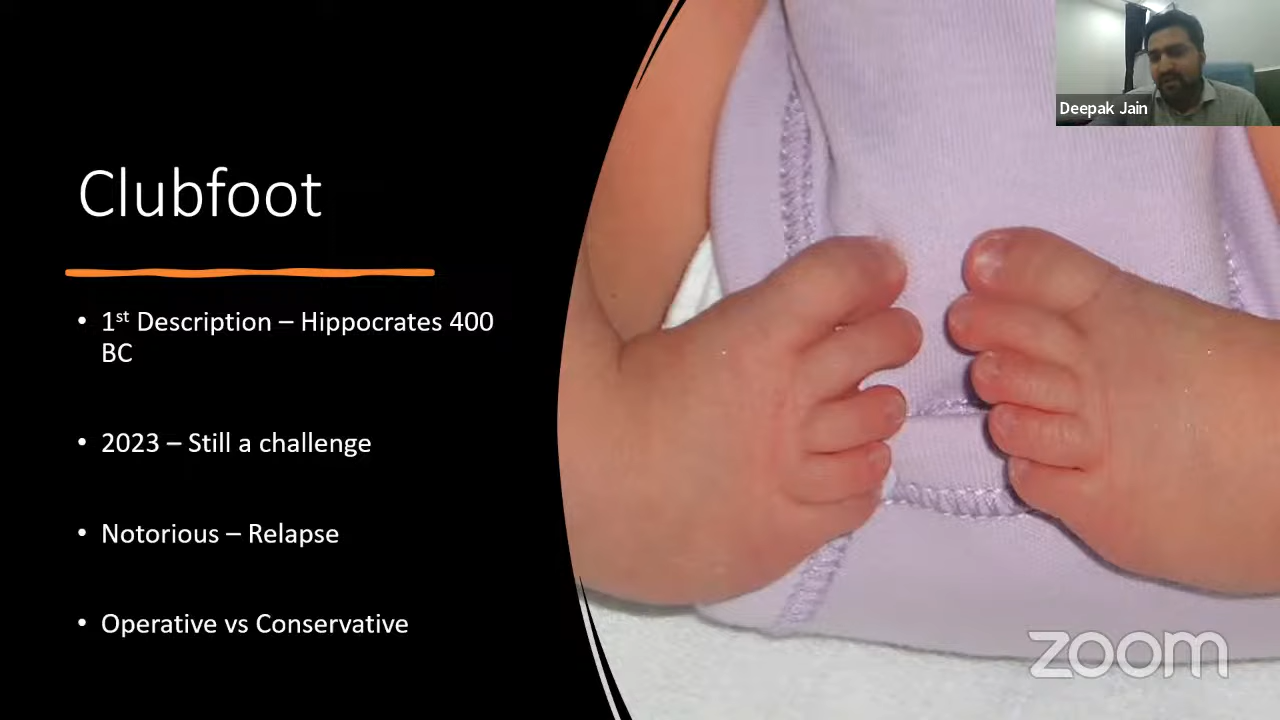 Deepak Jain
Clubfoot
• 1st Description – Hippocrates 400
BC
• 2023 – Still a challenge
• Notorious – Relapse
• Operative vs Conservative
zoom